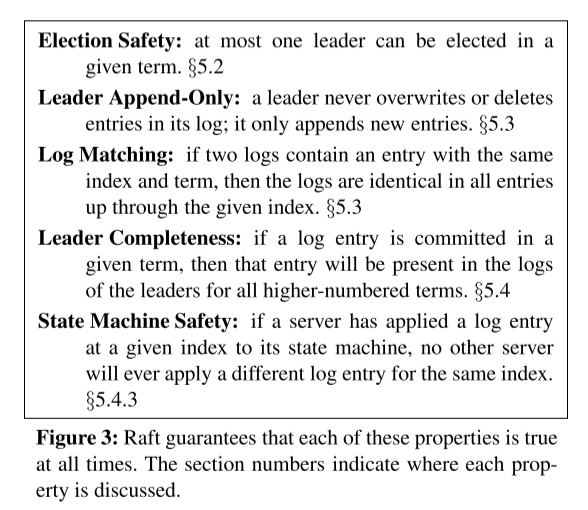 Election Safety: at most one leader can be elected in a
given term. §5.2
Leader Append-Only: a leader never overwrites or deletes
entries in its log; it only appends new entries. §5.3
Log Matching: if two logs contain an entry with the same
index and term, then the logs are identical in all entries
up through the given index. §5.3
Leader Completeness: if a log entry is committed in a
given term, then that entry will be present in the logs
of the leaders for all higher-numbered terms. §5.4
State Machine Safety: if a server has applied a log entry
at a given index to its state machine, no other server
will ever apply a different log entry for the same index.
§5.4.3
Figure 3: Raft guarantees that each of these properties is true
at all times. The section numbers indicate where each prop-
erty is discussed.